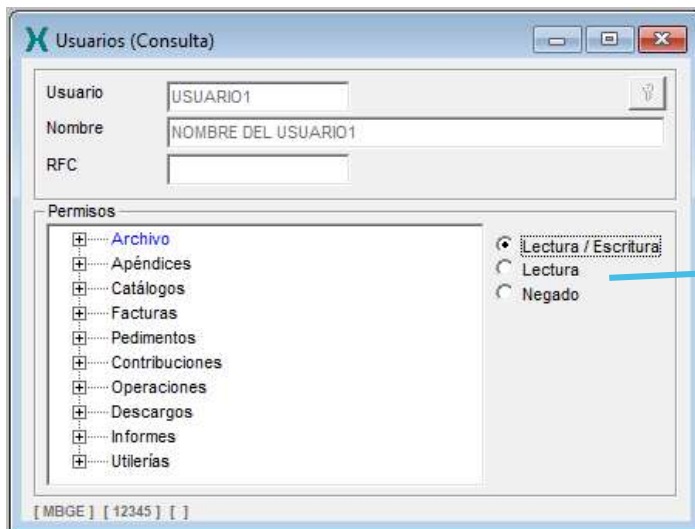 Usuarios (Consulta)
Usuario USUARIO1
Nombre NOMBRE DEL USUARIO1
RFC
Permisos
Archivo
Apéndices
Catálogos
Facturas
Pedimentos
Contribuciones
Operaciones
Descargos
Informes
Utilerías
Lectura / Escritura
Lectura
Negado
[ MBGE ] [ 12345 ] [ ]